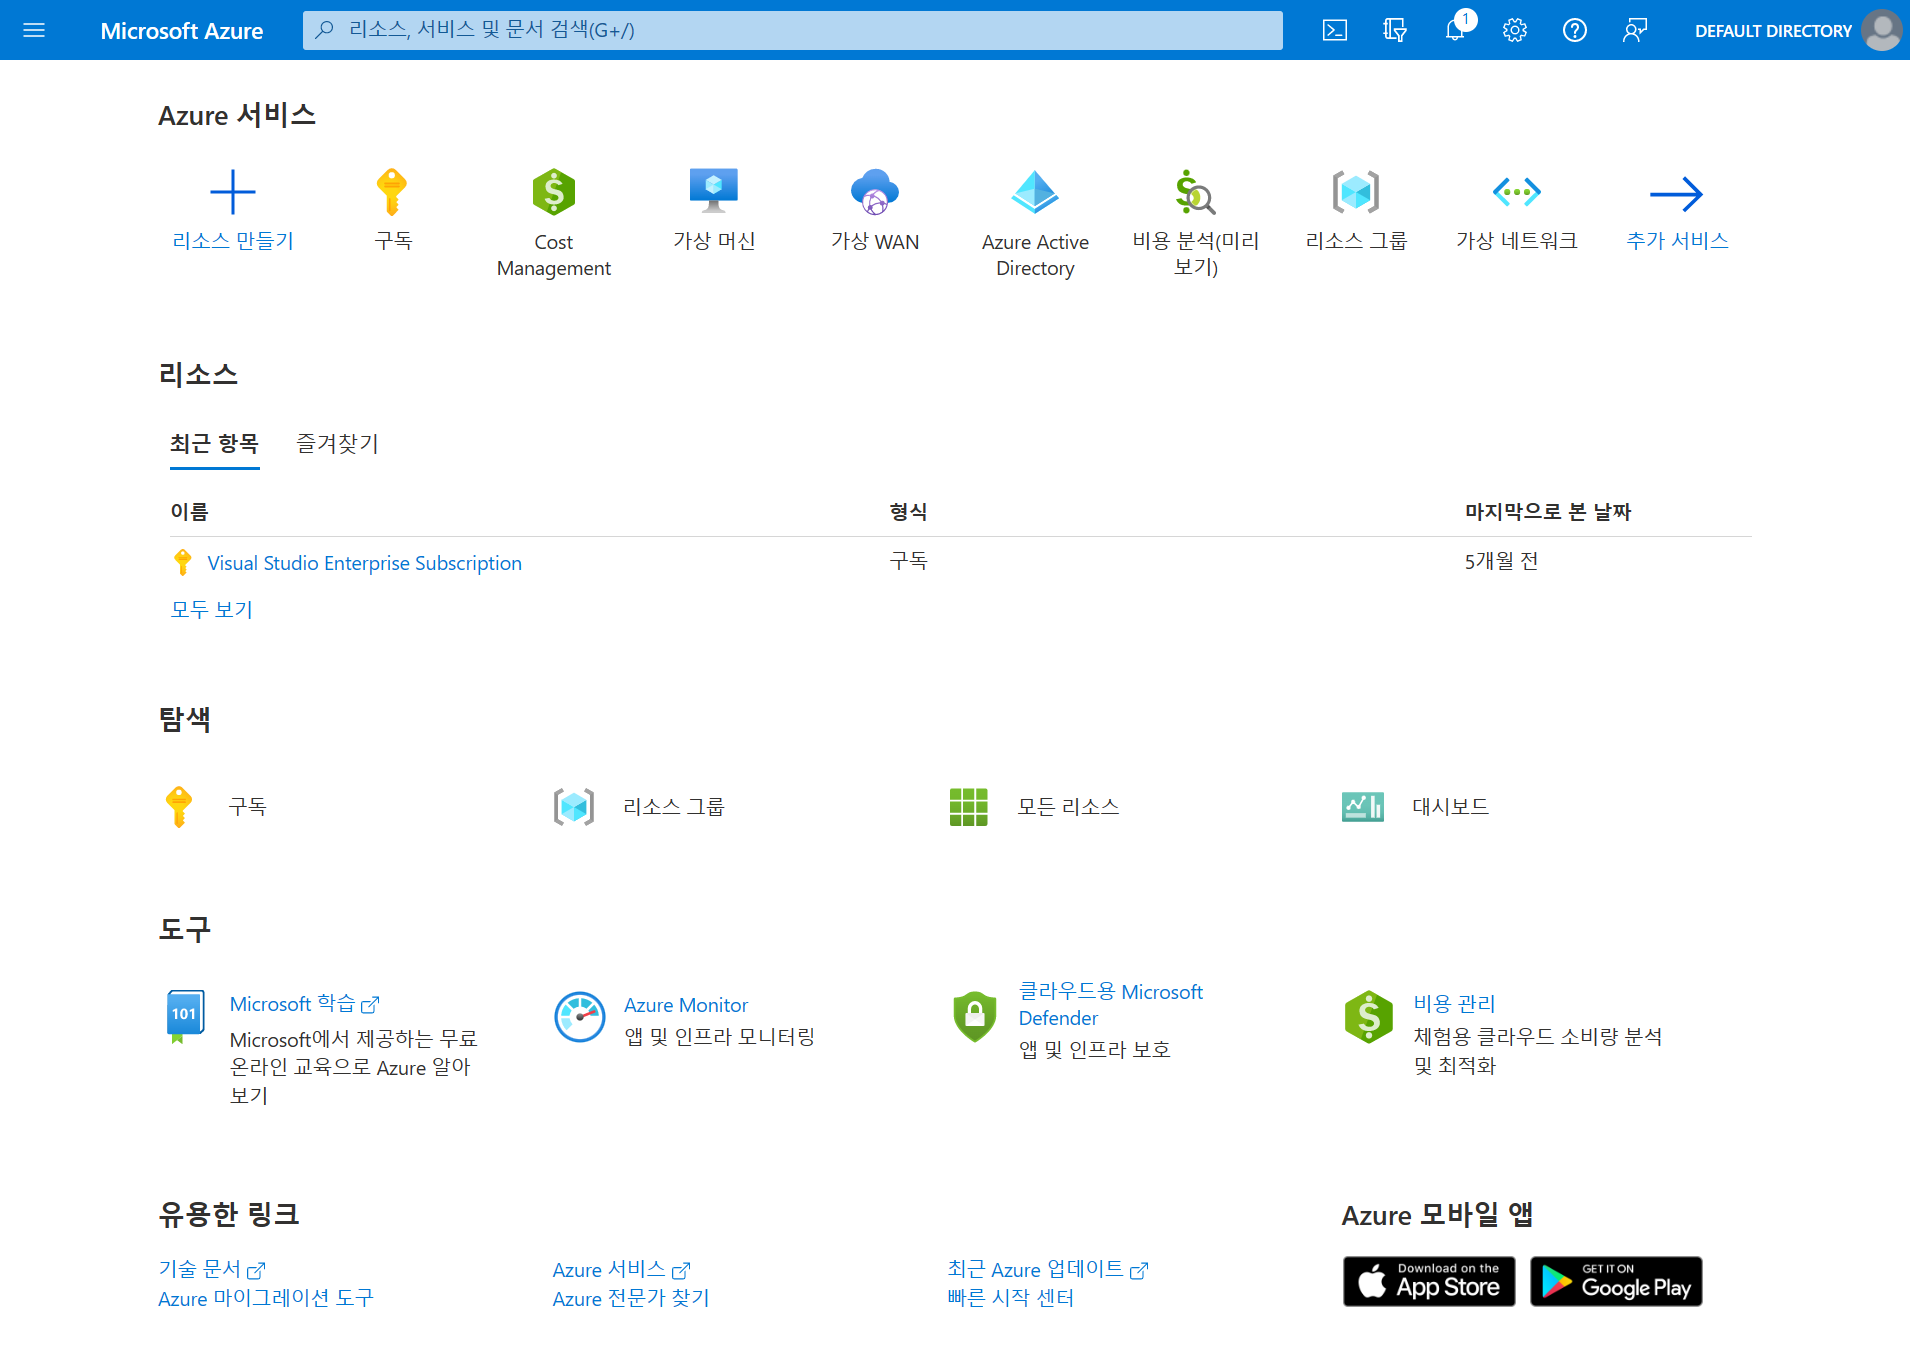 Microsoft Azure
리소스, 서비스 및 문서 검색(G+/)
1
DEFAULT DIRECTORY
Azure 서비스
리소스 만들기
구독
Cost
Management
가상 머신
가상 WAN
Azure Active
Directory
비용 분석(미리
보기)
리소스 그룹
가상 네트워크
추가 서비스
리소스
최근 항목
즐겨찾기
이름
형식
마지막으로 본 날짜
Visual Studio Enterprise Subscription
구독
5개월 전
모두 보기
탐색
구독
리소스 그룹
모든 리소스
대시보드
도구
101
Microsoft 학습
Microsoft에서 제공하는 무료
온라인 교육으로 Azure 알아
보기
Azure Monitor
앱 및 인프라 모니터링
클라우드용 Microsoft
Defender
앱 및 인프라 보호
비용 관리
체험용 클라우드 소비량 분석
및 최적화
유용한 링크
기술 문서
Azure 마이그레이션 도구
Azure 서비스
Azure 전문가 찾기
최근 Azure 업데이트
빠른 시작 센터
Azure 모바일 앱
Download on the
App Store
GET IT ON
Google Play